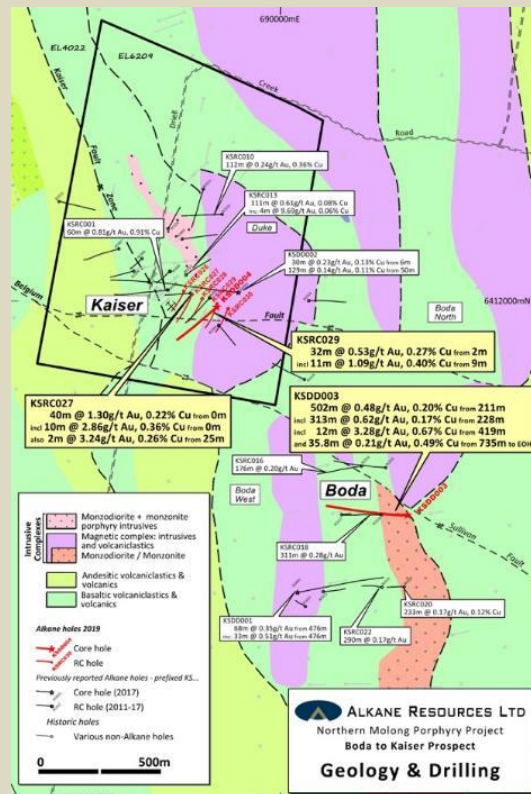 690000mE
EL4022
EL6209
Kaiser
Fault
Zone
Driell
Creek
Road
KSRC010
112m @ 0.24g/t Au, 0.36% Cu
KSRC013
111m @ 0.61g/t Au, 0.08% Cu
inc 4m @ 9.69g/t Au, 0.06% Cu
KSRC001
60m @ 0.81g/t Au, 0.91% Cu
Duke
KSDD002
129m @ 0.14g/t Au, 0.11% Cu from 50m
KSDD004
Belgium
Kaiser
Fault
6412000mN
Boda
North
KSRC029
32m @ 0.53g/t Au, 0.27% Cu from 2m
incl 11m @ 1.09g/t Au, 0.40% Cu from 9m
KSRC027
40m @ 1.30g/t Au, 0.22% Cu from 0m
incl 10m @ 2.86g/t Au, 0.36% Cu from 0m
also 2m @ 3.24g/t Au, 0.26% Cu from 25m
KSDD003
502m @ 0.48g/t Au, 0.20% Cu from 211m
incl 313m @ 0.62g/t Au, 0.17% Cu from 228m
incl 12m @ 3.28g/t Au, 0.67% Cu from 419m
and 35.8m @ 0.21g/t Au, 0.49% Cu from 735m to EOH
KSRC016
176m @ 0.20g/t Au
Boda
West
Boda
KSDD003
Sullivan
Fault
KSRC018
311m @ 0.28g/t Au
KSDD001
68m @ 0.35g/t Au from 476m
inc 33m @ 0.51g/t Au from 476m
KSRC022
290m @ 0.17g/t Au
KSRC020
233m @ 0.17g/t Au, 0.12% Cu
Intrusive
Complexes
Monzodiorite + monzonite
porphyry intrusives
Magnetic complex: intrusives
and volcaniclastics
Monzodiorite / Monzonite
Andesitic volcaniclastics &
volcanics
Basaltic volcaniclastics &
volcanics
Alkane holes 2019
Core hole
RC hole
Previously reported Alkane holes - prefixed KS...
Core hole (2017)
RC hole (2011-17)
Historic holes
Various non-Alkane holes
0 500m
ALKANE RESOURCES LTD
Northern Molong Porphyry Project
Boda to Kaiser Prospect
Geology & Drilling